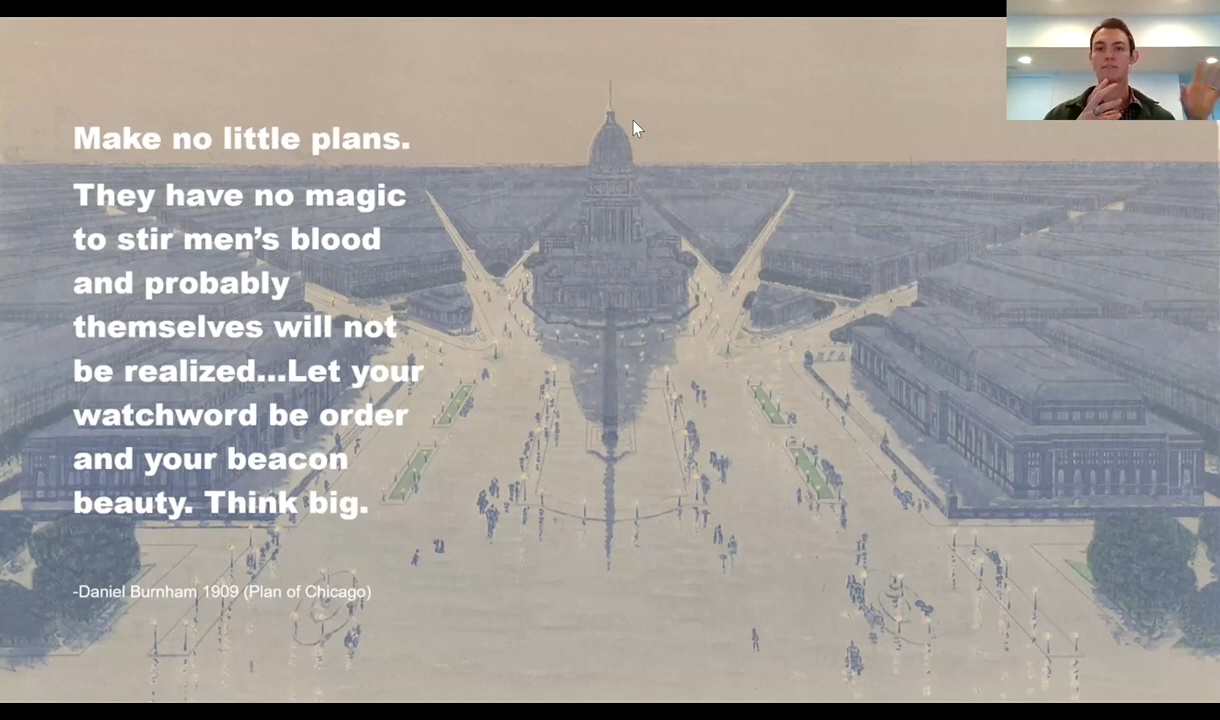 Make no little plans.
They have no magic
to stir men’s blood
and probably
themselves will not
be realized...Let your
watchword be order
and your beacon
beauty. Think big.
-Daniel Burnham 1909 (Plan of Chicago)